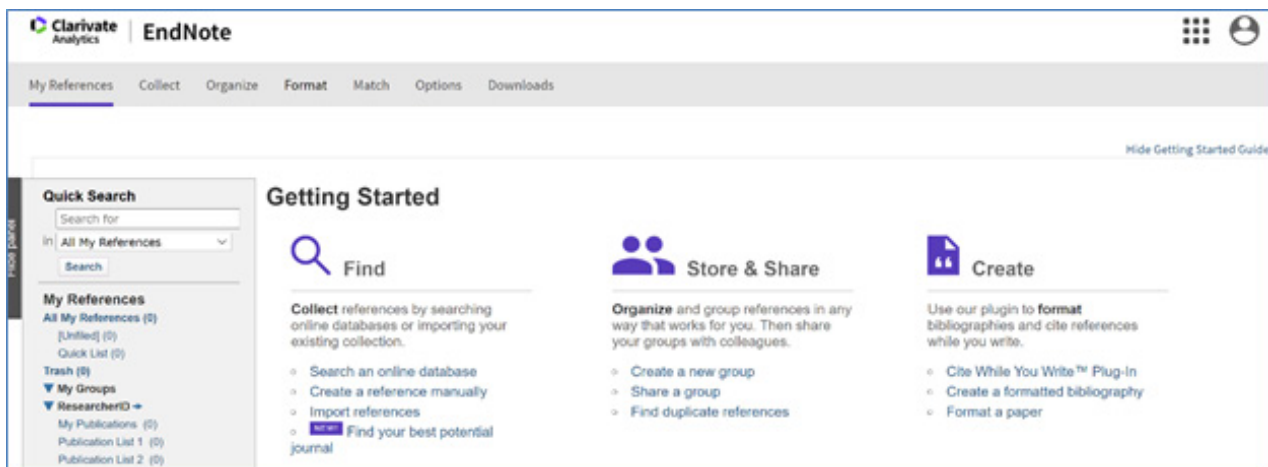 Clarivate
Analytics
EndNote
My References Collect Organize Format Match Options Downloads
Hide Getting Started Guide
Hide panel
Quick Search
Search for
in All My References
Search
My References
All My References (0)
[Unfiled] (0)
Quick List (0)
Trash (0)
My Groups
ResearcherID
My Publications (0)
Publication List 1 (0)
Publication List 2 (0)
Getting Started
Find
Collect references by searching
online databases or importing your
existing collection.
Search an online database
Create a reference manually
Import references
NEW! Find your best potential
journal
Store & Share
Organize and group references in any
way that works for you. Then share
your groups with colleagues.
Create a new group
Share a group
Find duplicate references
Create
Use our plugin to format
bibliographies and cite references
while you write.
Cite While You Write™ Plug-In
Create a formatted bibliography
Format a paper